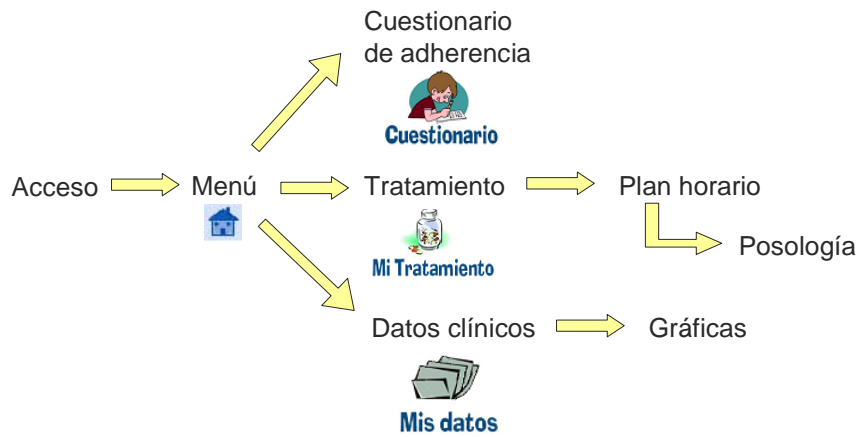 Cuestionario
de adherencia
Cuestionario
Acceso
Menú
Tratamiento
Plan horario
Mi Tratamiento
Posología
Datos clínicos
Gráficas
Mis datos